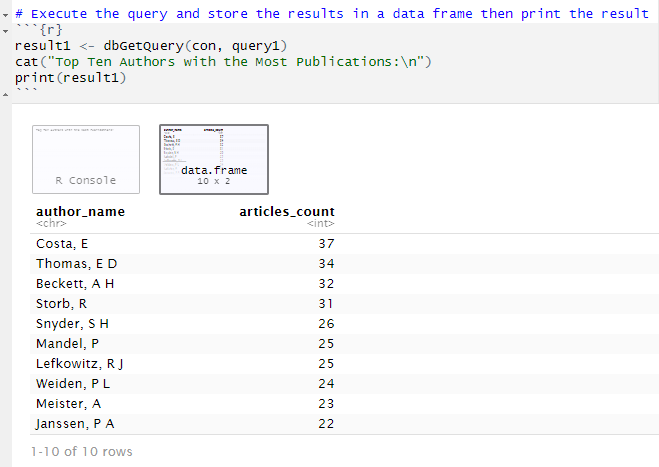 # Execute the query and store the results in a data frame then print the result
```{r}
result1 <- dbGetQuery(con, query1)
cat("Top Ten Authors with the Most Publications:\n")
print(result1)
```
R Console
data.frame
10 x 2
author_name articles_count
<chr> <int>
Costa, E 37
Thomas, E D 34
Beckett, A H 32
Storb, R 31
Snyder, S H 26
Mandel, P 25
Lefkowitz, R J 25
Weiden, P L 24
Meister, A 23
Janssen, P A 22
1-10 of 10 rows